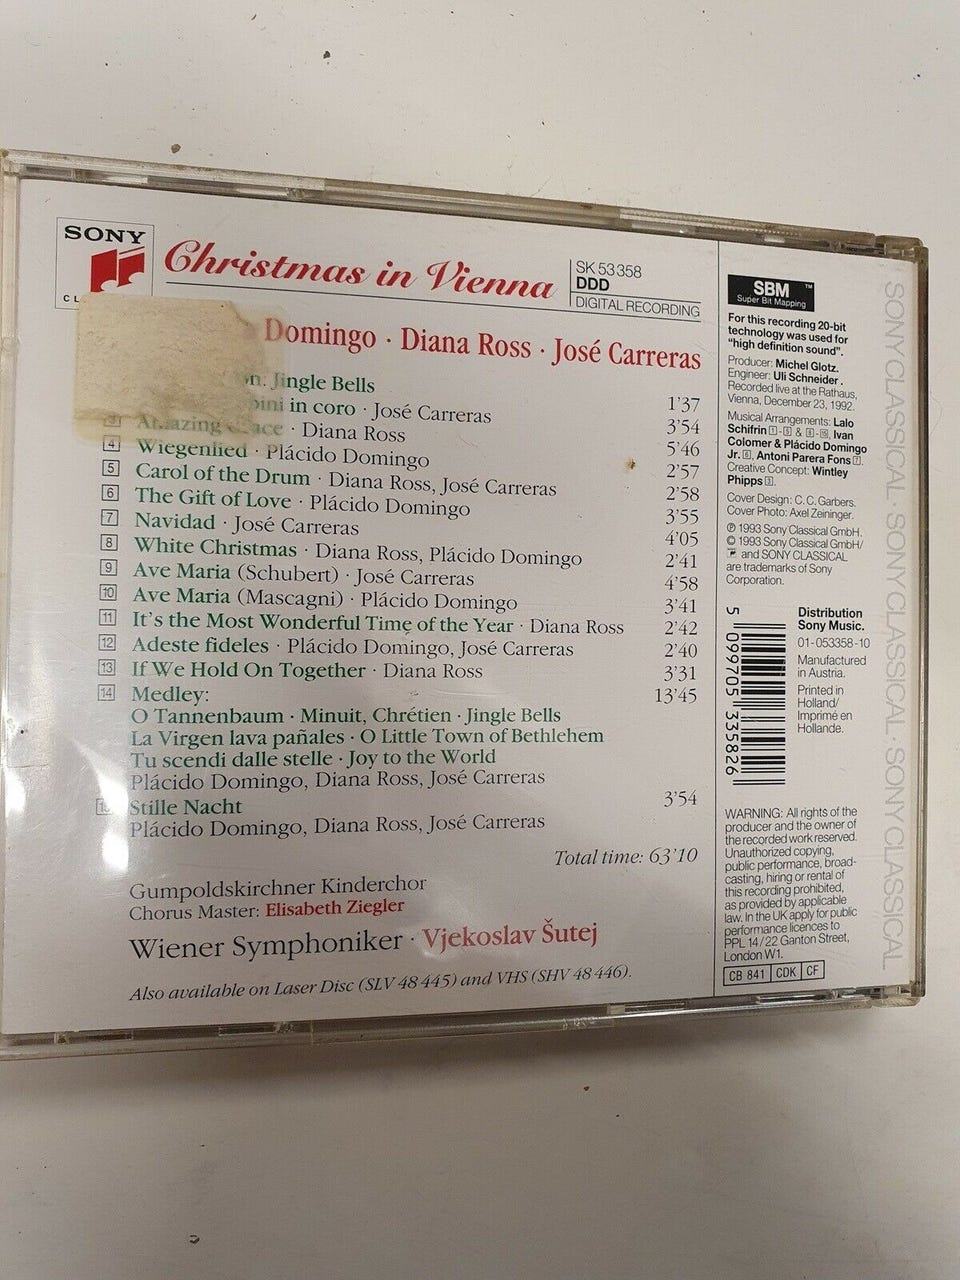 SONY
CL
Christmas in Vienna
SK 53358
DDD
DIGITAL RECORDING
Domingo · Diana Ross · José Carreras
Jingle Bells 1'37
in coro · José Carreras 3'54
3 Amazing · Diana Ross 5'46
4 Wiegenlied · Plácido Domingo 2'57
5 Carol of the Drum · Diana Ross, José Carreras 2'58
6 The Gift of Love · Plácido Domingo 3'55
7 Navidad · José Carreras 4'05
8 White Christmas · Diana Ross, Plácido Domingo 2'41
9 Ave Maria (Schubert) · José Carreras 4'58
10 Ave Maria (Mascagni) · Plácido Domingo 3'41
11 It's the Most Wonderful Time of the Year · Diana Ross 2'42
12 Adeste fideles · Plácido Domingo, José Carreras 2'40
13 If We Hold On Together · Diana Ross 3'31
14 Medley: 13'45
O Tannenbaum · Minuit, Chrétien · Jingle Bells
La Virgen lava pañales · O Little Town of Bethlehem
Tu scendi dalle stelle · Joy to the World
Plácido Domingo, Diana Ross, José Carreras
Stille Nacht 3'54
Plácido Domingo, Diana Ross, José Carreras
Total time: 63'10
Gumpoldskirchner Kinderchor
Chorus Master: Elisabeth Ziegler
Wiener Symphoniker · Vjekoslav Šutej
Also available on Laser Disc (SLV 48 445) and VHS (SHV 48 446).
SBM™
Super Bit Mapping
For this recording 20-bit
technology was used for
"high definition sound".
Producer: Michel Glotz.
Engineer: Uli Schneider.
Recorded live at the Rathaus,
Vienna, December 23, 1992.
Musical Arrangements: Lalo
Schifrin 1-5 & 8-15, Ivan
Colomer & Plácido Domingo
Jr. 6, Antoni Parera Fons 7.
Creative Concept: Wintley
Phipps 3.
Cover Design: C. C. Garbers.
Cover Photo: Axel Zeininger.
℗ 1993 Sony Classical GmbH.
© 1993 Sony Classical GmbH/
and SONY CLASSICAL
are trademarks of Sony
Corporation.
5 099705 335826
Distribution
Sony Music.
01-053358-10
Manufactured
in Austria.
Printed in
Holland/
Imprimé en
Hollande.
WARNING: All rights of the
producer and the owner of
the recorded work reserved.
Unauthorized copying,
public performance, broad-
casting, hiring or rental of
this recording prohibited,
as provided by applicable
law. In the UK apply for public
performance licences to
PPL 14/22 Ganton Street,
London W1.
CB 841 CDK CF
SONY CLASSICAL · SONY CLASSICAL · SONY CLASSICAL